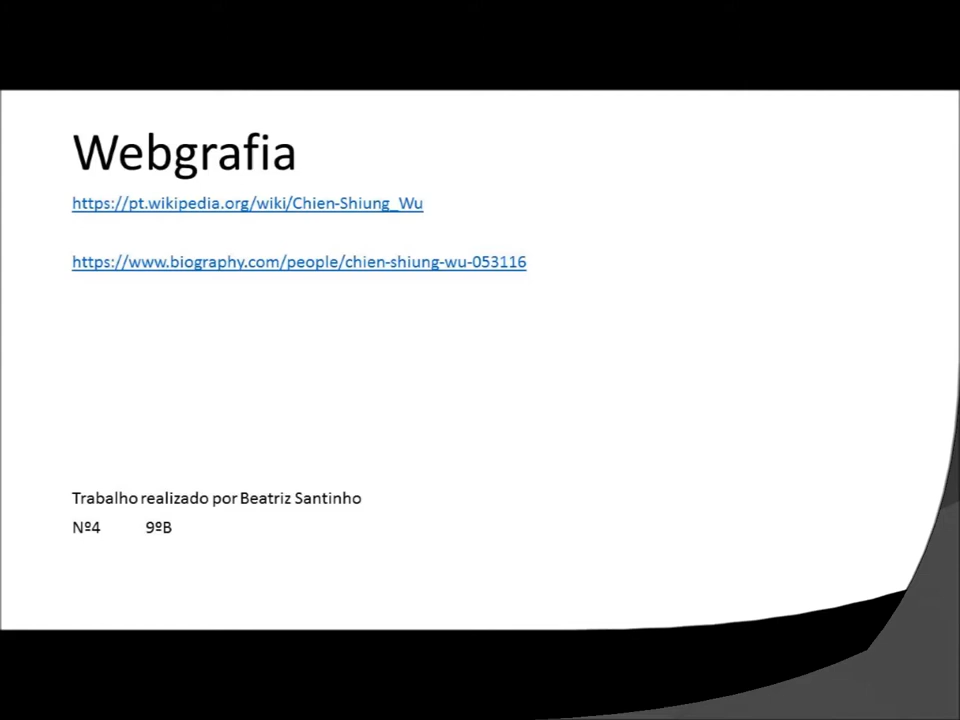 Webgrafia
https://pt.wikipedia.org/wiki/Chien-Shiung_Wu
https://www.biography.com/people/chien-shiung-wu-053116
Trabalho realizado por Beatriz Santinho
Nº4 9ºB